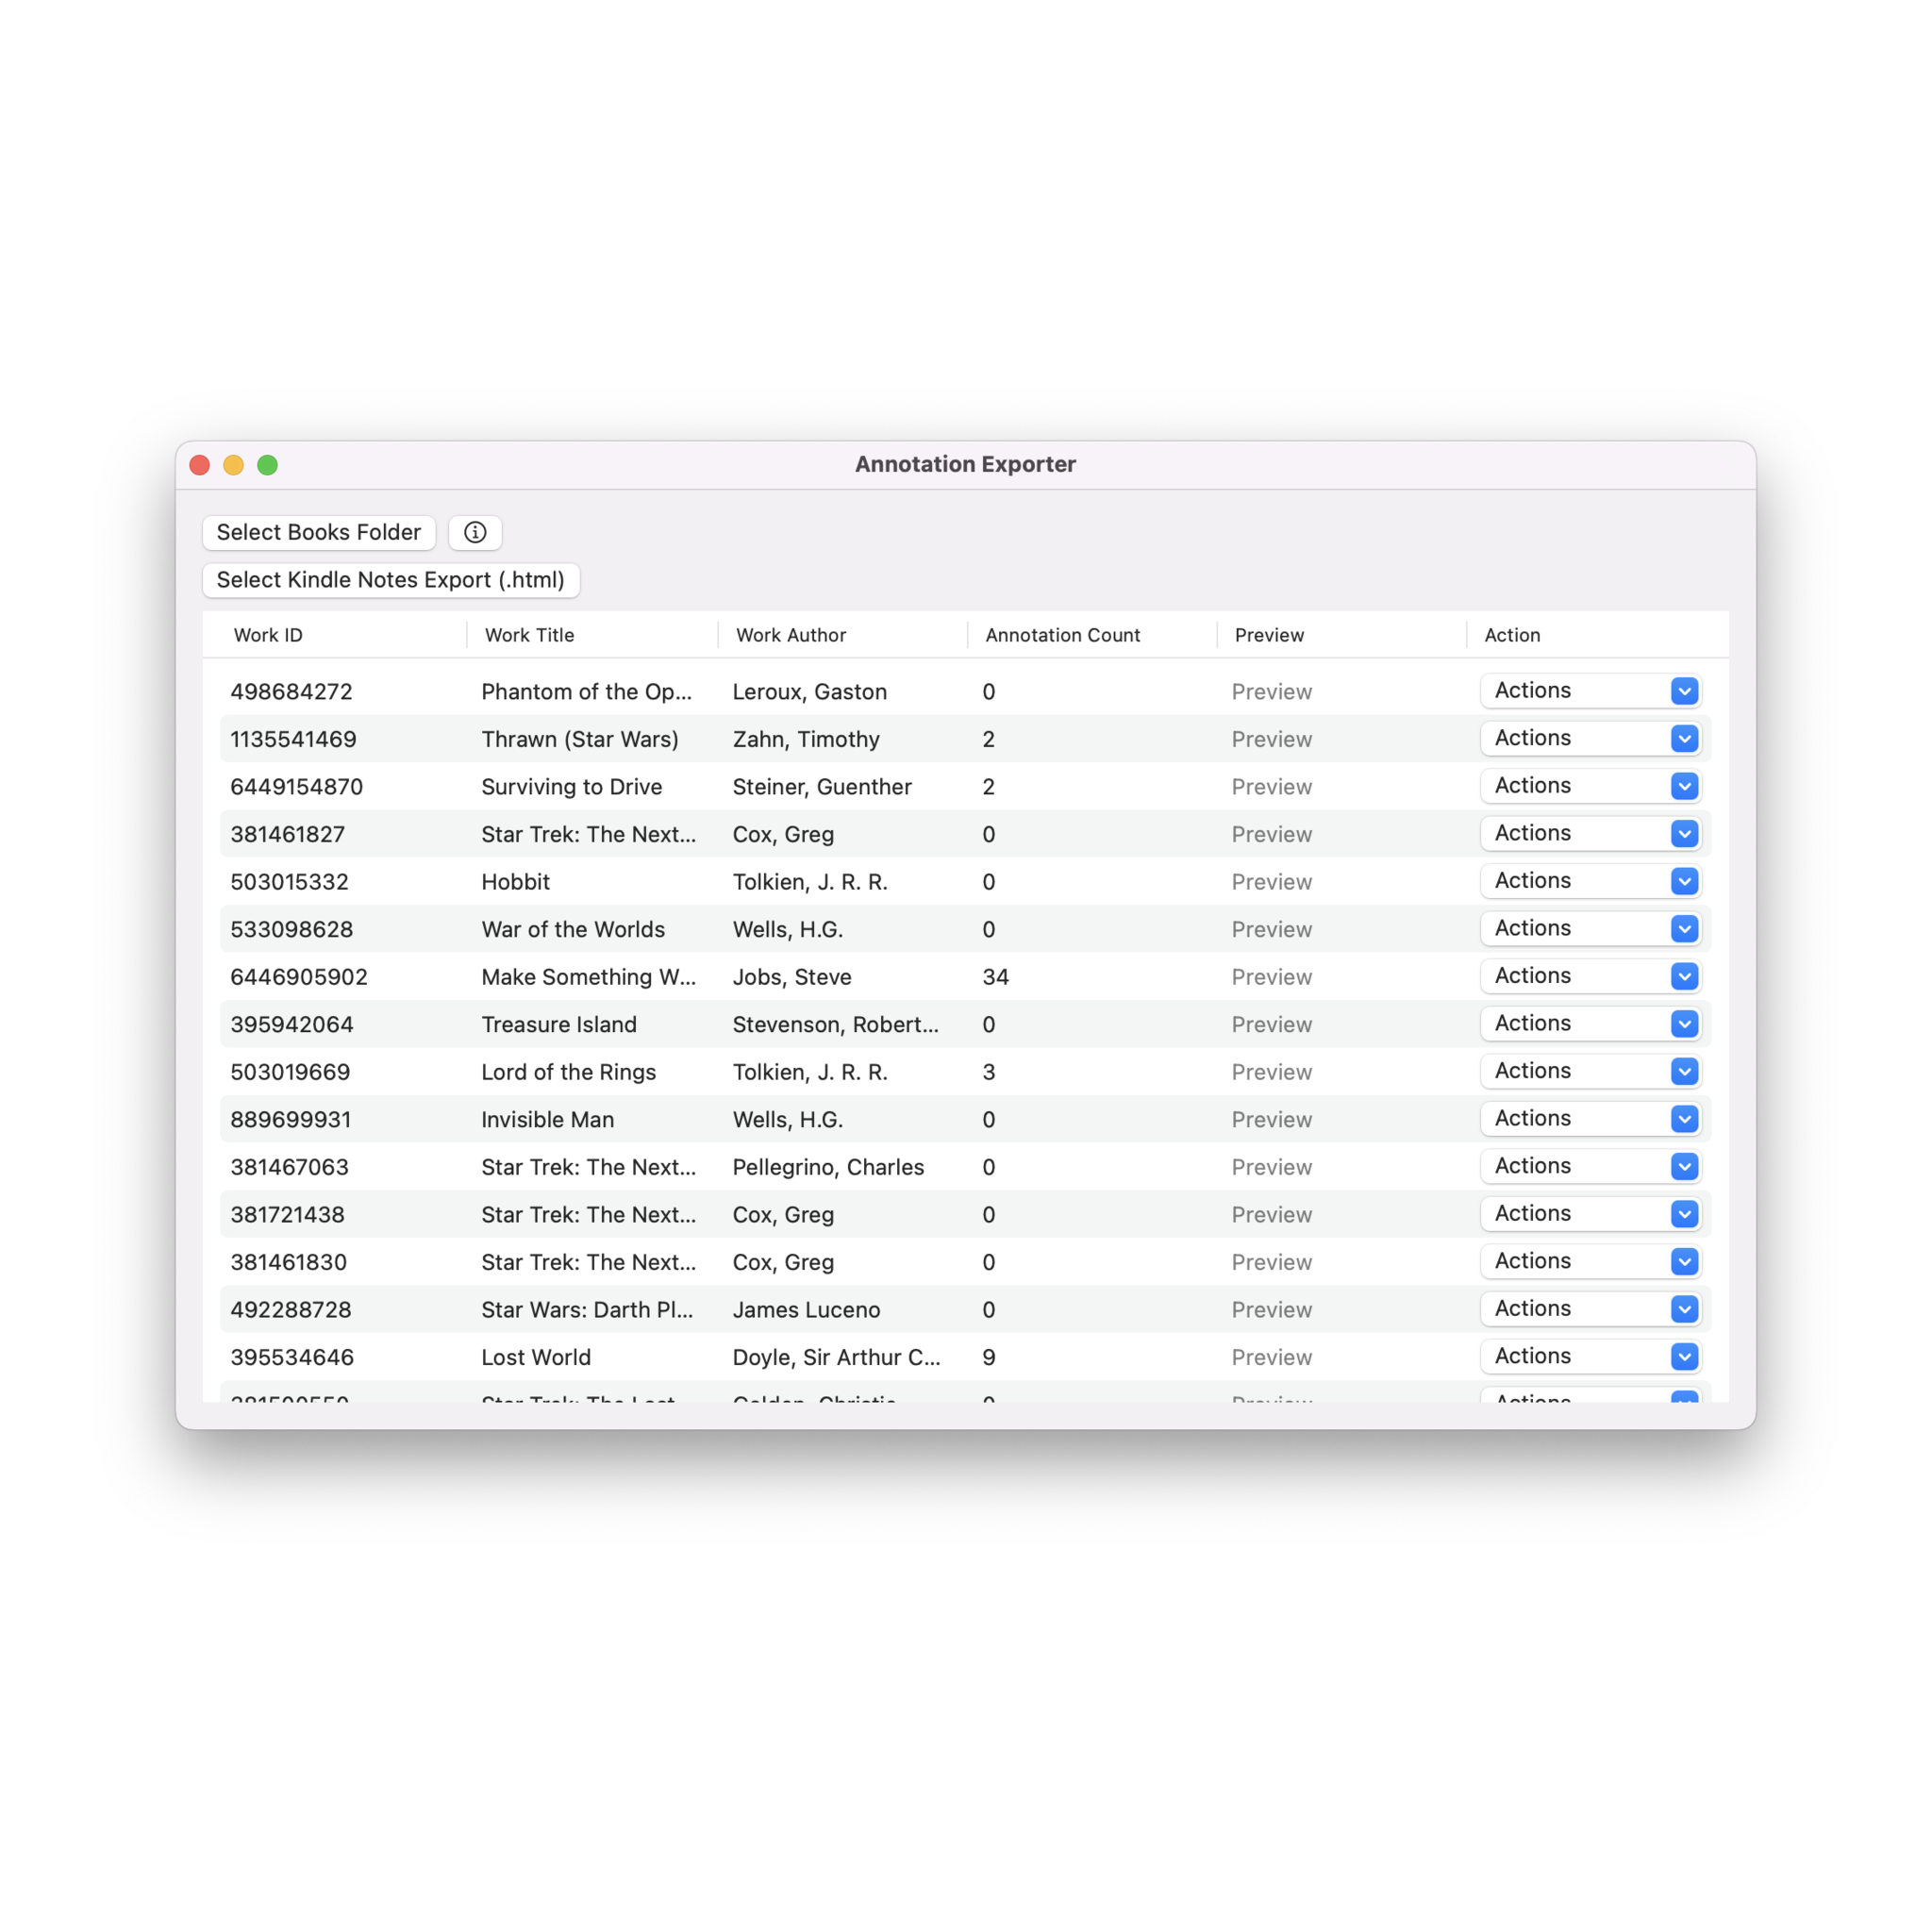 Annotation Exporter
Select Books Folder
Select Kindle Notes Export (.html)
Work ID Work Title Work Author Annotation Count Preview Action
498684272 Phantom of the Op... Leroux, Gaston 0 Preview Actions
1135541469 Thrawn (Star Wars) Zahn, Timothy 2 Preview Actions
6449154870 Surviving to Drive Steiner, Guenther 2 Preview Actions
381461827 Star Trek: The Next... Cox, Greg 0 Preview Actions
503015332 Hobbit Tolkien, J. R. R. 0 Preview Actions
533098628 War of the Worlds Wells, H.G. 0 Preview Actions
6446905902 Make Something W... Jobs, Steve 34 Preview Actions
395942064 Treasure Island Stevenson, Robert... 0 Preview Actions
503019669 Lord of the Rings Tolkien, J. R. R. 3 Preview Actions
889699931 Invisible Man Wells, H.G. 0 Preview Actions
381467063 Star Trek: The Next... Pellegrino, Charles 0 Preview Actions
381721438 Star Trek: The Next... Cox, Greg 0 Preview Actions
381461830 Star Trek: The Next... Cox, Greg 0 Preview Actions
492288728 Star Wars: Darth Pl... James Luceno 0 Preview Actions
395534646 Lost World Doyle, Sir Arthur C... 9 Preview Actions
Star Trek: The Golden, Christie Preview Actions